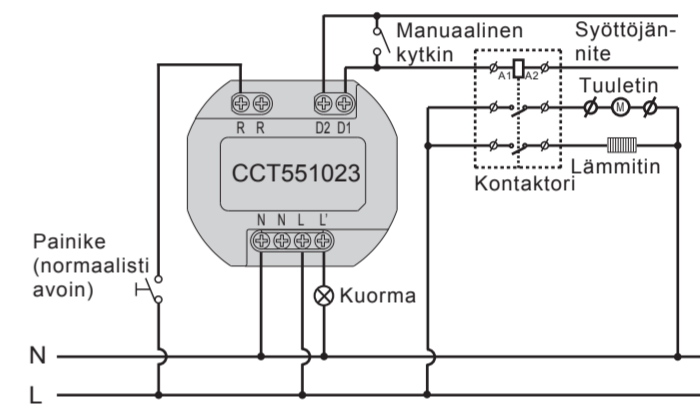 Manuaalinen
kytkin
Syöttöjän-
nite
A1 A2
Tuuletin
M
R R
D2 D1
CCT551023
Lämmitin
Kontaktori
N N L L'
Painike
(normaalisti
avoin)
Kuorma
N
L